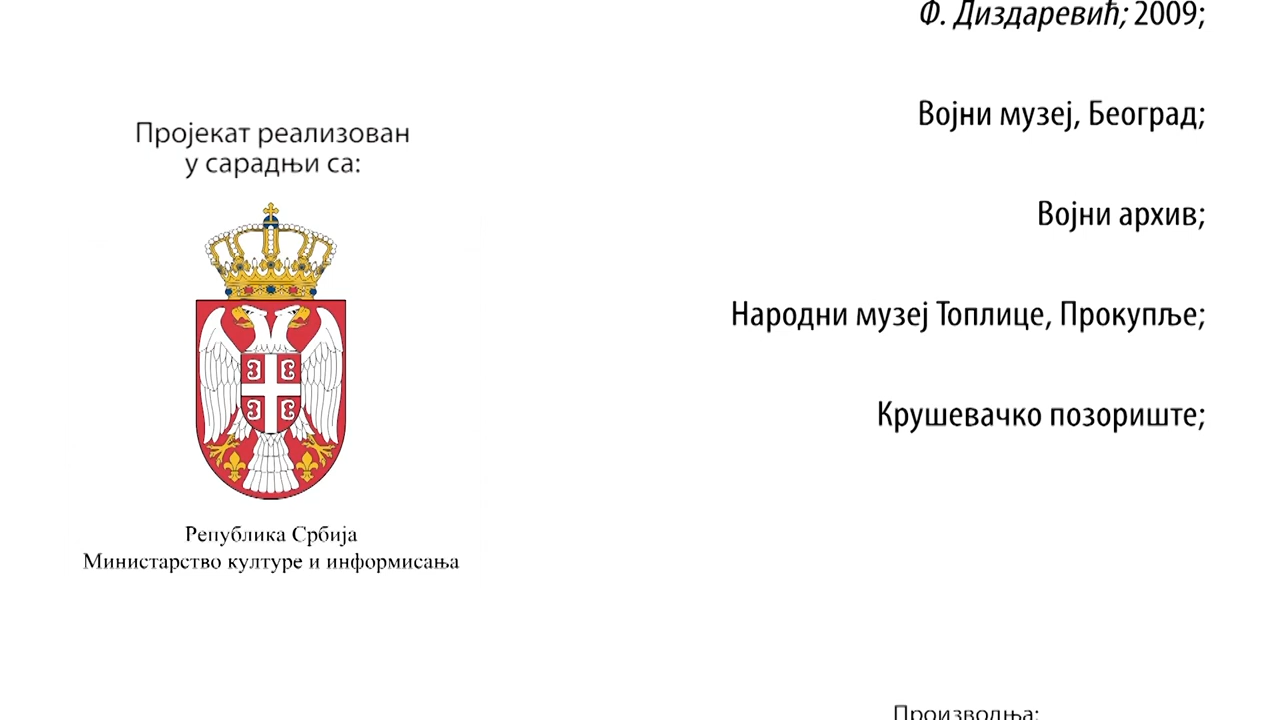 Ф. Диздаревић; 2009;
Војни музеј, Београд;
Пројекат реализован
у сарадњи са:
Војни архив;
Народни музеј Топлице, Прокупље;
Крушевачко позориште;
Република Србија
Министарство културе и информисања
Производња: